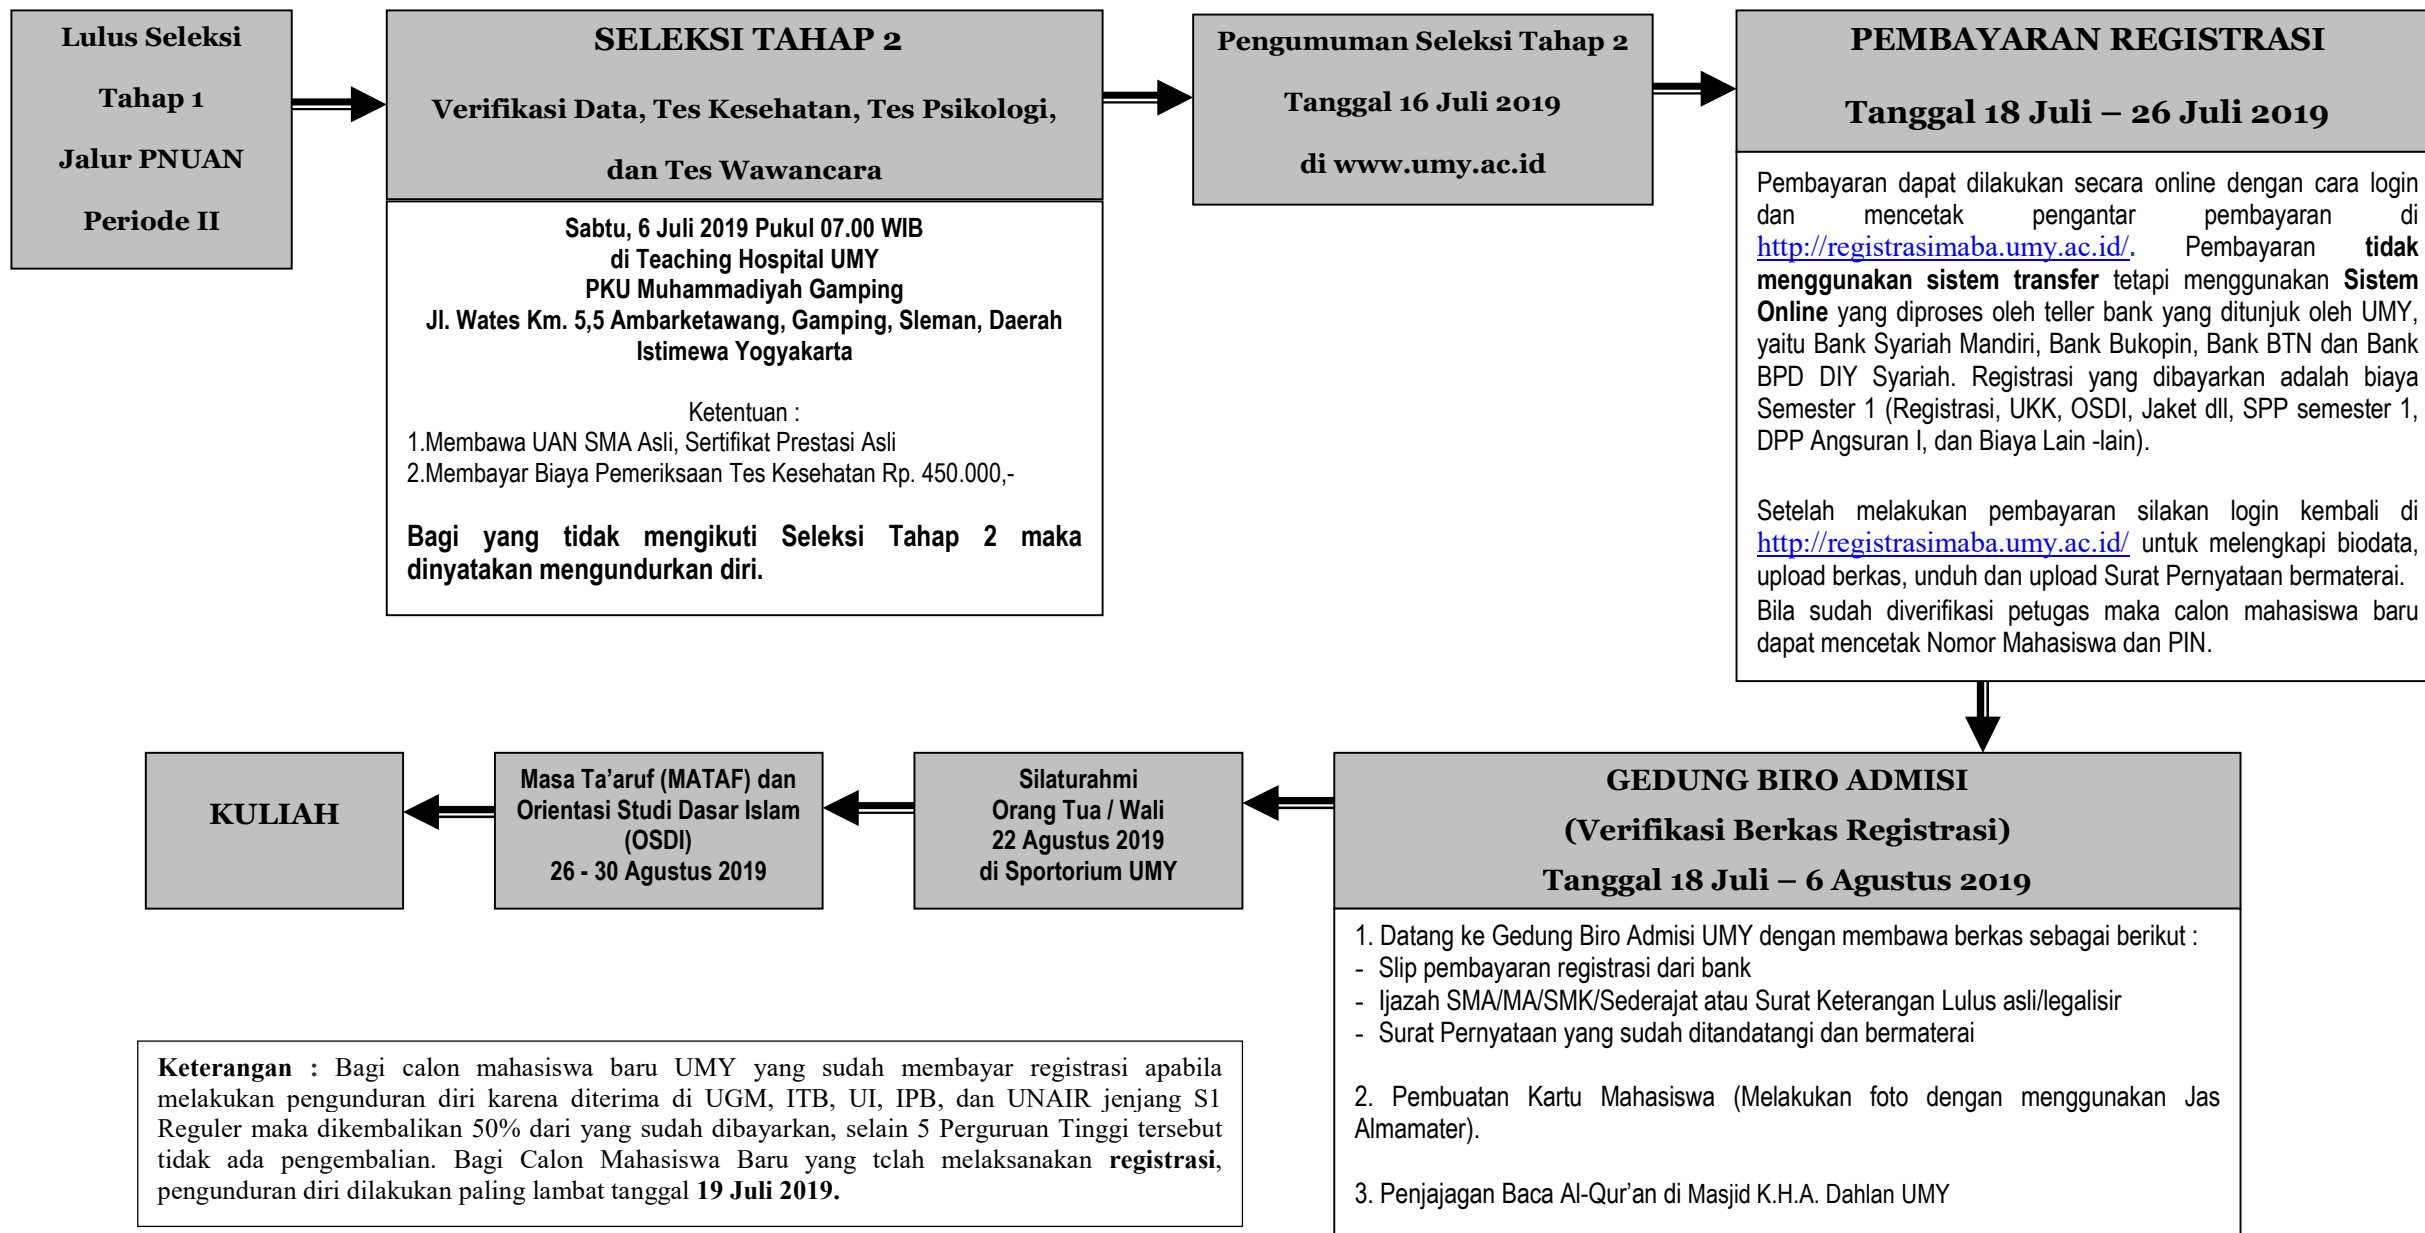 Lulus Seleksi
Tahap 1
Jalur PNUAN
Periode II
SELEKSI TAHAP 2
Verifikasi Data, Tes Kesehatan, Tes Psikologi,
dan Tes Wawancara
Sabtu, 6 Juli 2019 Pukul 07.00 WIB
di Teaching Hospital UMY
PKU Muhammadiyah Gamping
Jl. Wates Km. 5,5 Ambarketawang, Gamping, Sleman, Daerah
Istimewa Yogyakarta
Ketentuan :
1.Membawa UAN SMA Asli, Sertifikat Prestasi Asli
2.Membayar Biaya Pemeriksaan Tes Kesehatan Rp. 450.000,-
Bagi yang tidak mengikuti Seleksi Tahap 2 maka
dinyatakan mengundurkan diri.
Pengumuman Seleksi Tahap 2
Tanggal 16 Juli 2019
di www.umy.ac.id
PEMBAYARAN REGISTRASI
Tanggal 18 Juli – 26 Juli 2019
Pembayaran dapat dilakukan secara online dengan cara login
dan mencetak pengantar pembayaran di
http://registrasimaba.umy.ac.id/. Pembayaran tidak
menggunakan sistem transfer tetapi menggunakan Sistem
Online yang diproses oleh teller bank yang ditunjuk oleh UMY,
yaitu Bank Syariah Mandiri, Bank Bukopin, Bank BTN dan Bank
BPD DIY Syariah. Registrasi yang dibayarkan adalah biaya
Semester 1 (Registrasi, UKK, OSDI, Jaket dll, SPP semester 1,
DPP Angsuran I, dan Biaya Lain -lain).
Setelah melakukan pembayaran silakan login kembali di
http://registrasimaba.umy.ac.id/ untuk melengkapi biodata,
upload berkas, unduh dan upload Surat Pernyataan bermaterai.
Bila sudah diverifikasi petugas maka calon mahasiswa baru
dapat mencetak Nomor Mahasiswa dan PIN.
GEDUNG BIRO ADMISI
(Verifikasi Berkas Registrasi)
Tanggal 18 Juli – 6 Agustus 2019
1. Datang ke Gedung Biro Admisi UMY dengan membawa berkas sebagai berikut :
- Slip pembayaran registrasi dari bank
- Ijazah SMA/MA/SMK/Sederajat atau Surat Keterangan Lulus asli/legalisir
- Surat Pernyataan yang sudah ditandatangi dan bermaterai
2. Pembuatan Kartu Mahasiswa (Melakukan foto dengan menggunakan Jas
Almamater).
3. Penjajagan Baca Al-Qur’an di Masjid K.H.A. Dahlan UMY
Silaturahmi
Orang Tua / Wali
22 Agustus 2019
di Sportorium UMY
Masa Ta’aruf (MATAF) dan
Orientasi Studi Dasar Islam
(OSDI)
26 - 30 Agustus 2019
KULIAH
Keterangan : Bagi calon mahasiswa baru UMY yang sudah membayar registrasi apabila
melakukan pengunduran diri karena diterima di UGM, ITB, UI, IPB, dan UNAIR jenjang S1
Reguler maka dikembalikan 50% dari yang sudah dibayarkan, selain 5 Perguruan Tinggi tersebut
tidak ada pengembalian. Bagi Calon Mahasiswa Baru yang tclah melaksanakan registrasi,
pengunduran diri dilakukan paling lambat tanggal 19 Juli 2019.